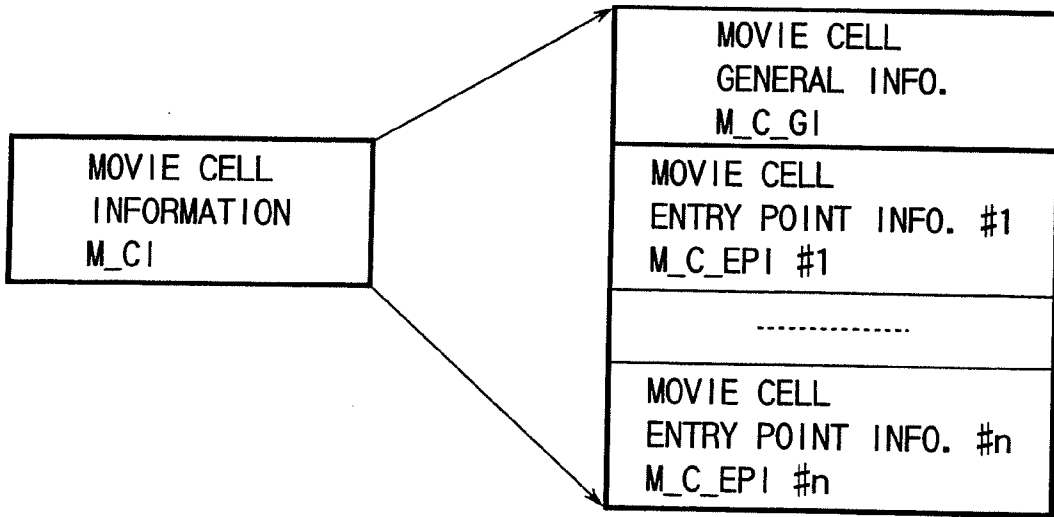 MOVIE CELL
INFORMATION
M_CI
MOVIE CELL
GENERAL INFO.
M_C_GI
MOVIE CELL
ENTRY POINT INFO. #1
M_C_EPI #1
---------------
MOVIE CELL
ENTRY POINT INFO. #n
M_C_EPI #n